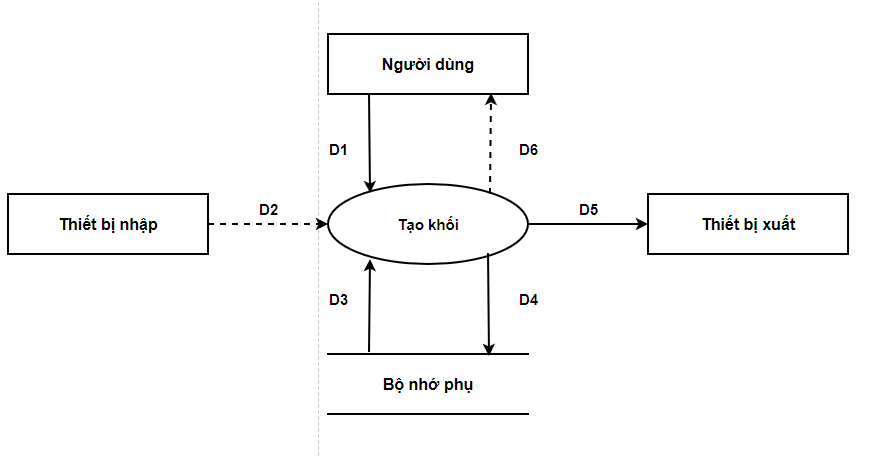 Người dùng
D1
D6
Thiết bị nhập
D2
Tạo khối
D5
Thiết bị xuất
D3
D4
Bộ nhớ phụ